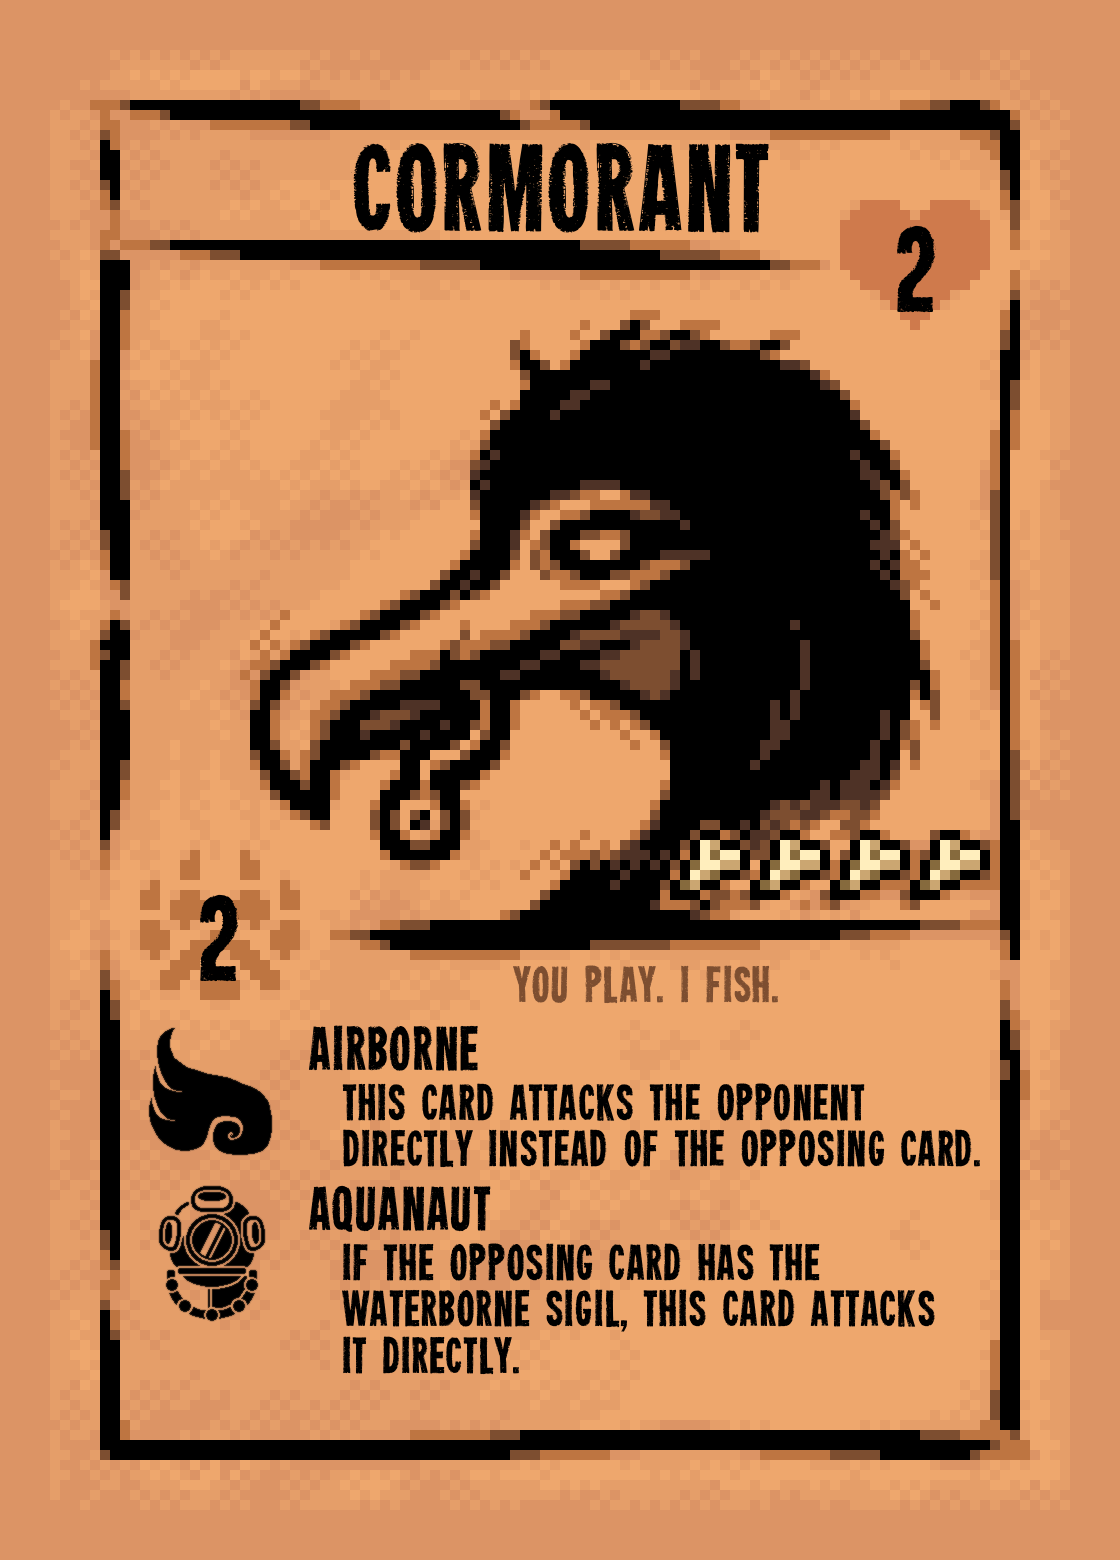 CORMORANT
2
2
YOU PLAY. I FISH.
AIRBORNE
THIS CARD ATTACKS THE OPPONENT
DIRECTLY INSTEAD OF THE OPPOSING CARD.
AQUANAUT
IF THE OPPOSING CARD HAS THE
WATERBORNE SIGIL, THIS CARD ATTACKS
IT DIRECTLY.